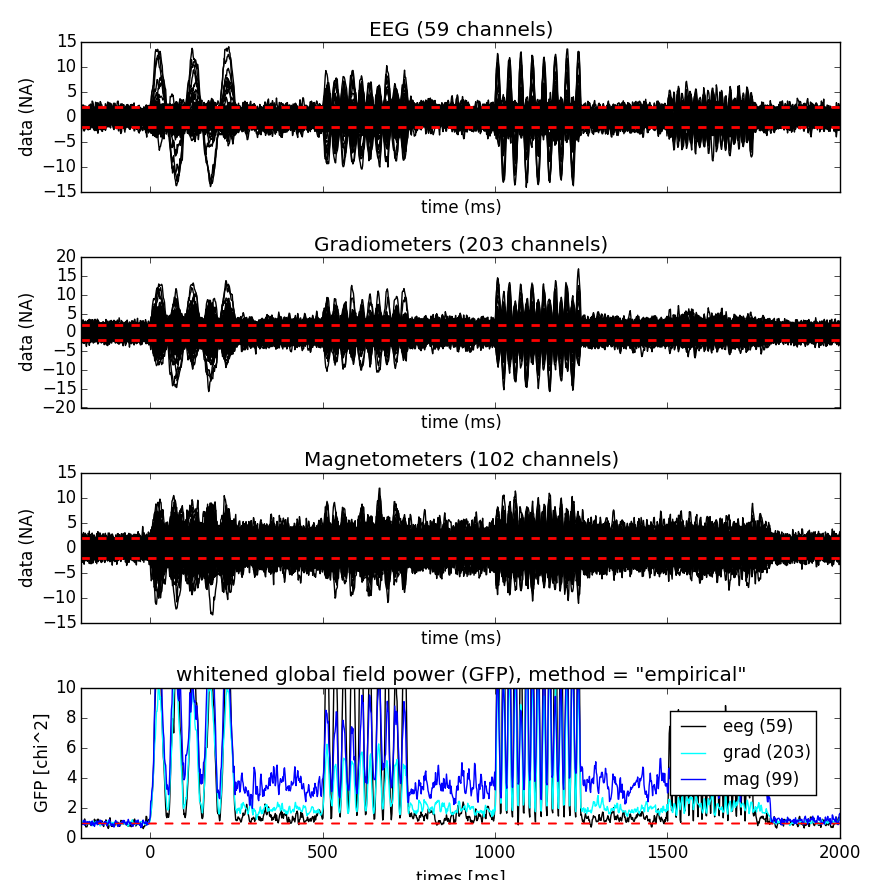 EEG (59 channels)
15
10
5
0
−5
−10
−15
data (NA)
time (ms)
Gradiometers (203 channels)
20
15
10
5
0
−5
−10
−15
−20
data (NA)
time (ms)
Magnetometers (102 channels)
15
10
5
0
−5
−10
−15
data (NA)
time (ms)
whitened global field power (GFP), method = "empirical"
10
8
6
4
2
0
GFP [chi^2]
eeg (59)
grad (203)
mag (99)
0 500 1000 1500 2000
times [ms]